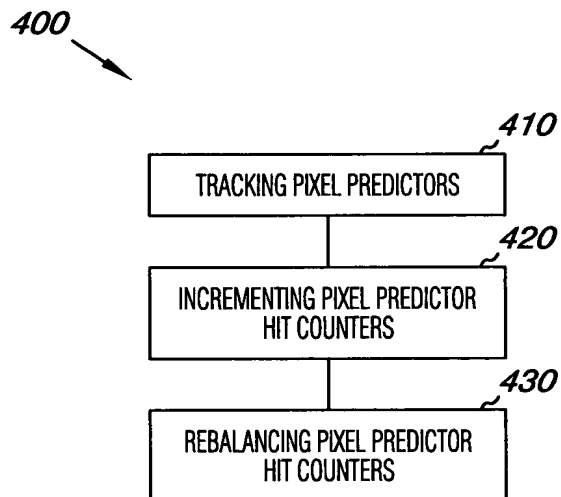 400
410
TRACKING PIXEL PREDICTORS
420
INCREMENTING PIXEL PREDICTOR
HIT COUNTERS
430
REBALANCING PIXEL PREDICTOR
HIT COUNTERS